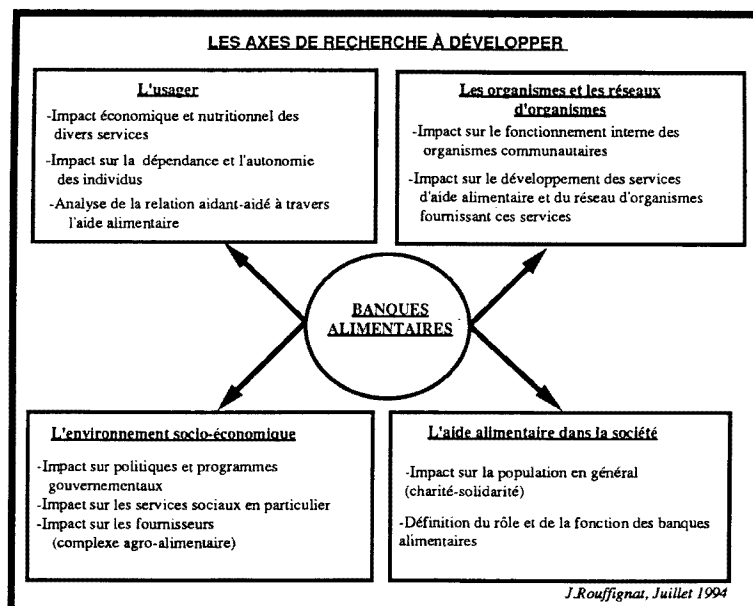 LES AXES DE RECHERCHE À DÉVELOPPER
L'usager
-Impact économique et nutritionnel des
divers services
-Impact sur la dépendance et l'autonomie
des individus
-Analyse de la relation aidant-aidé à travers
l'aide alimentaire
Les organismes et les réseaux
d'organismes
-Impact sur le fonctionnement interne des
organismes communautaires
-Impact sur le développement des services
d'aide alimentaire et du réseau d'organismes
fournissant ces services
BANQUES
ALIMENTAIRES
L'environnement socio-économique
-Impact sur politiques et programmes
gouvernementaux
-Impact sur les services sociaux en particulier
-Impact sur les fournisseurs
(complexe agro-alimentaire)
L'aide alimentaire dans la société
-Impact sur la population en général
(charité-solidarité)
-Définition du rôle et de la fonction des banques
alimentaires
J.Rouffignat, Juillet 1994